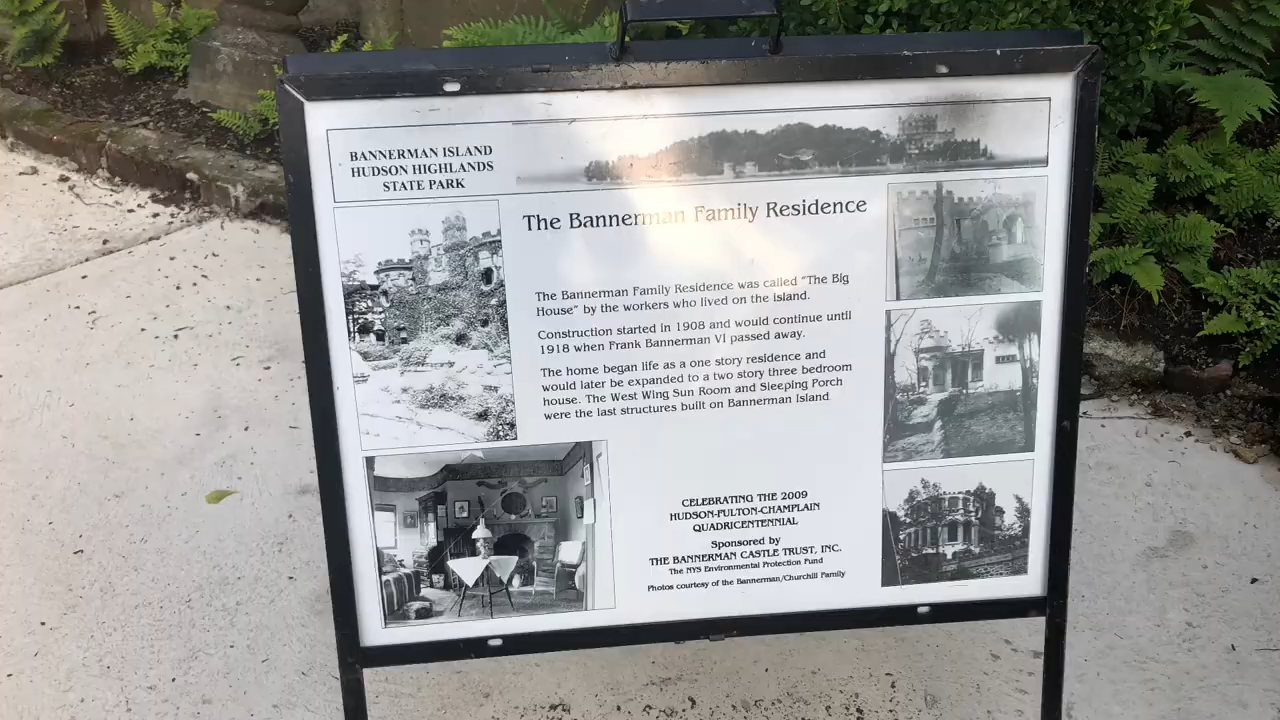 BANNERMAN ISLAND
HUDSON HIGHLANDS
STATE PARK
The Bannerman Family Residence
The Bannerman Family Residence was called "The Big
House" by the workers who lived on the island.
Construction started in 1908 and would continue until
1918 when Frank Bannerman VI passed away.
The home began life as a one story residence and
would later be expanded to a two story three bedroom
house. The West Wing Sun Room and Sleeping Porch
were the last structures built on Bannerman Island
CELEBRATING THE 2009
HUDSON-FULTON-CHAMPLAIN
QUADRICENTENNIAL
Sponsored by
THE BANNERMAN CASTLE TRUST, INC.
The NYS Environmental Protection Fund
Photos courtesy of the Bannerman/Churchill Family